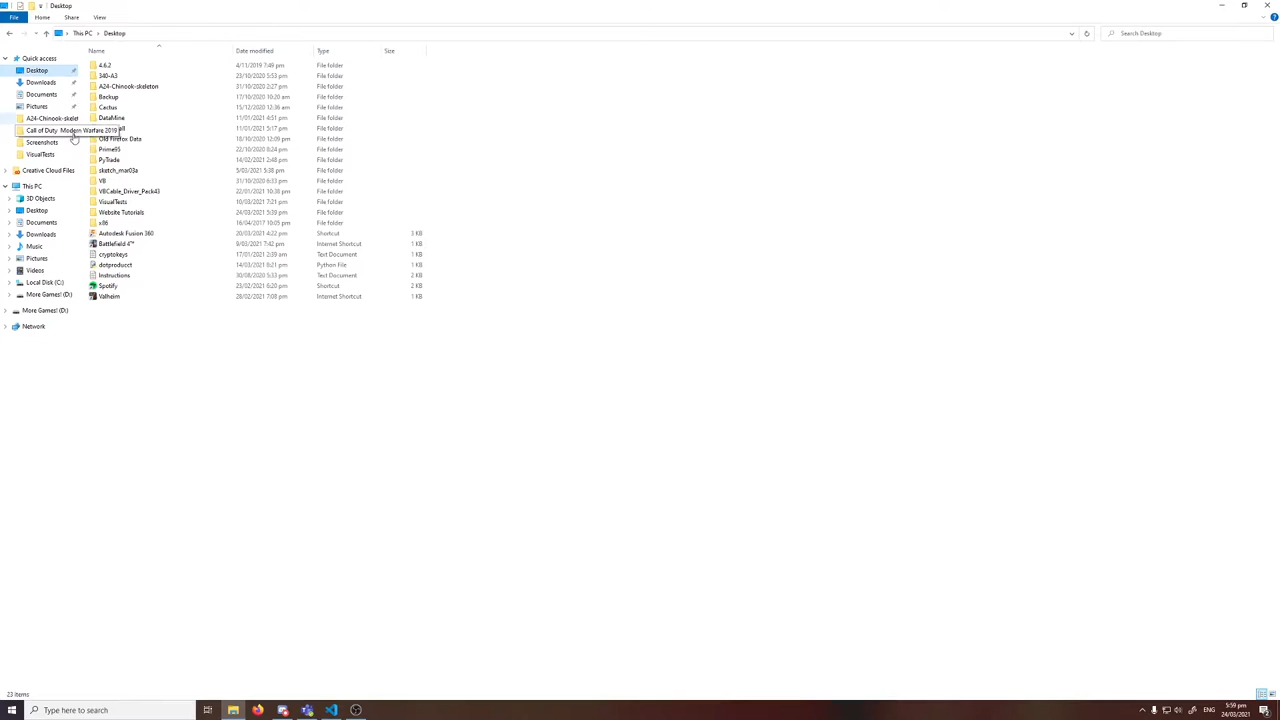 Desktop
File Home Share View
This PC Desktop Search Desktop
Name Date modified Type Size
Quick access
Desktop
Downloads
Documents
Pictures
A24-Chinook-skelet
Call of Duty Modern Warfare 2019
Screenshots
VisualTests
Creative Cloud Files
This PC
3D Objects
Desktop
Documents
Downloads
Music
Pictures
Videos
Local Disk (C:)
More Games! (D:)
More Games! (D:)
Network
4.6.2 4/11/2019 7:49 pm File folder
340-A3 23/10/2020 5:53 pm File folder
A24-Chinook-skeleton 31/10/2020 2:27 pm File folder
Backup 17/10/2020 10:20 am File folder
Cactus 15/12/2020 12:36 am File folder
DataMine 11/01/2021 4:51 pm File folder
11/01/2021 5:17 pm File folder
Old Firefox Data 18/10/2020 12:09 pm File folder
Prime95 22/10/2020 8:24 pm File folder
PyTrade 14/02/2021 2:48 pm File folder
sketch_mar03a 5/03/2021 5:38 pm File folder
VB 31/10/2020 6:33 pm File folder
VBCable_Driver_Pack43 22/01/2021 10:38 pm File folder
VisualTests 10/03/2021 7:21 pm File folder
Website Tutorials 24/03/2021 5:39 pm File folder
x86 16/04/2017 10:05 pm File folder
Autodesk Fusion 360 20/03/2021 4:22 pm Shortcut 3 KB
Battlefield 4™ 9/03/2021 7:42 pm Internet Shortcut 1 KB
cryptokeys 17/01/2021 2:39 am Text Document 1 KB
dotproducct 14/03/2021 8:21 pm Python File 1 KB
Instructions 30/08/2020 5:33 pm Text Document 2 KB
Spotify 23/02/2021 6:20 pm Shortcut 2 KB
Valheim 28/02/2021 7:08 pm Internet Shortcut 1 KB
23 items
Type here to search
ENG
5:59 pm
24/03/2021